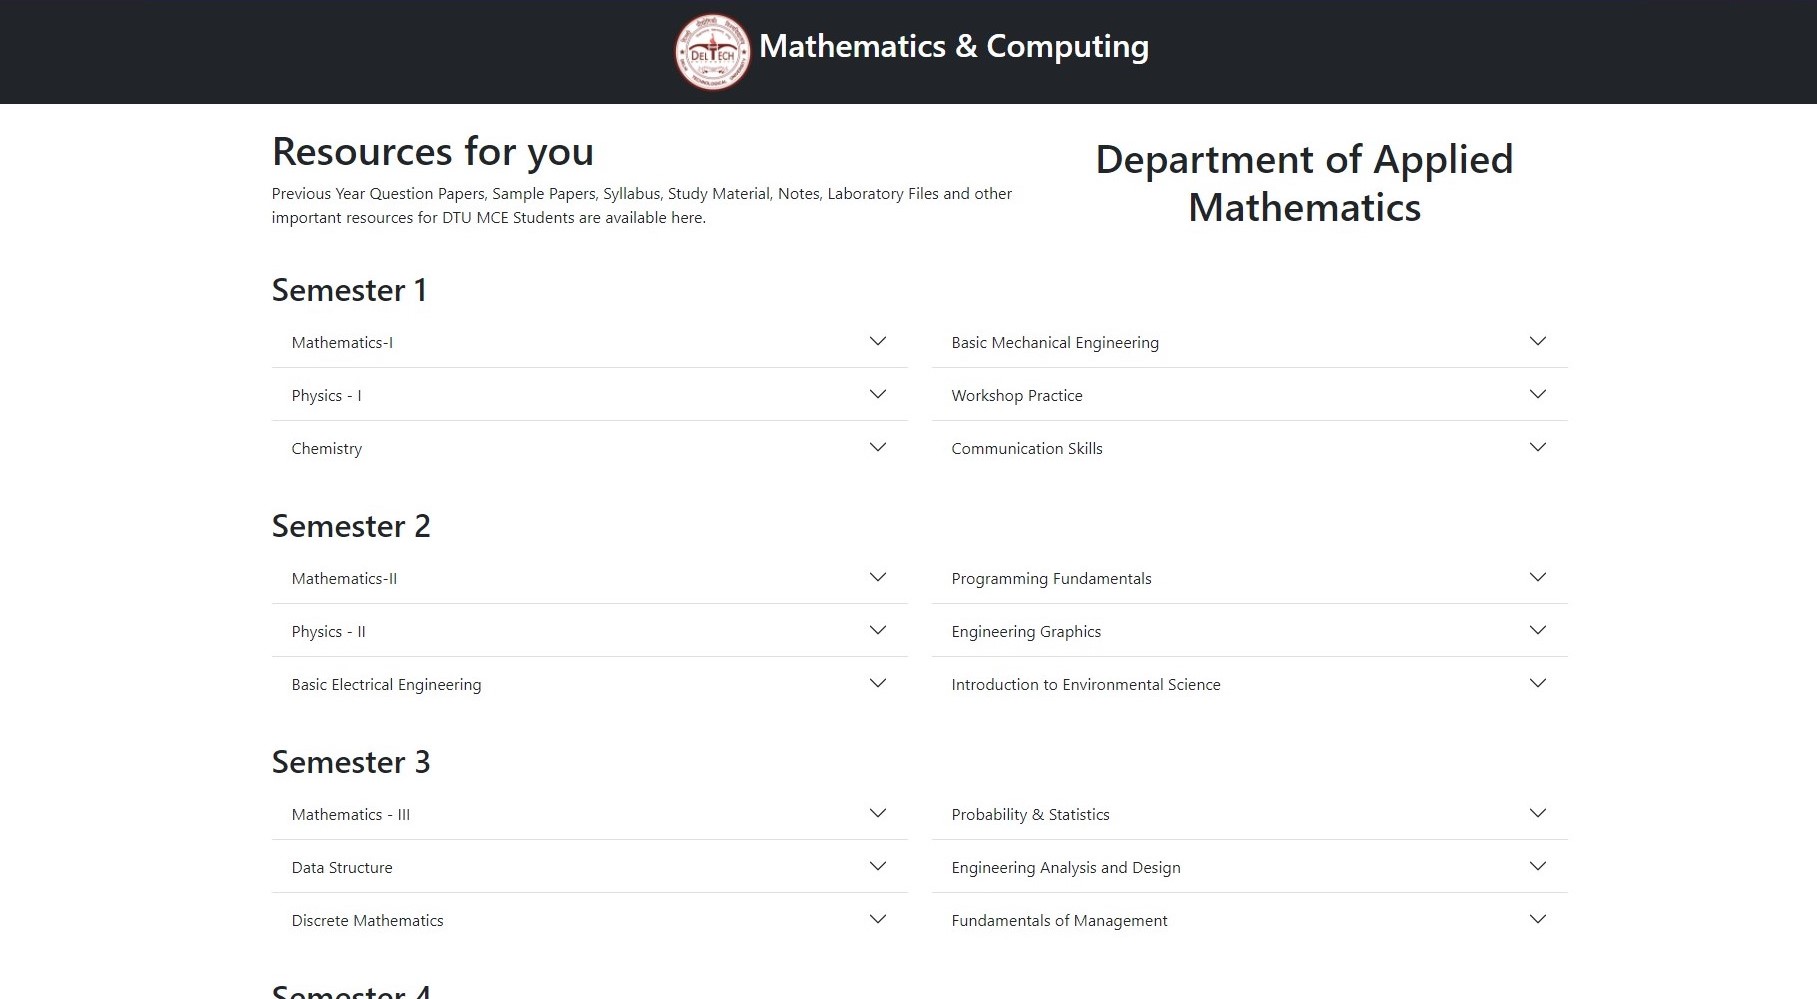 DELTECH
Mathematics & Computing
Resources for you
Previous Year Question Papers, Sample Papers, Syllabus, Study Material, Notes, Laboratory Files and other
important resources for DTU MCE Students are available here.
Department of Applied
Mathematics
Semester 1
Mathematics-I
Physics - I
Chemistry
Basic Mechanical Engineering
Workshop Practice
Communication Skills
Semester 2
Mathematics-II
Physics - II
Basic Electrical Engineering
Programming Fundamentals
Engineering Graphics
Introduction to Environmental Science
Semester 3
Mathematics - III
Data Structure
Discrete Mathematics
Probability & Statistics
Engineering Analysis and Design
Fundamentals of Management
Semester 4